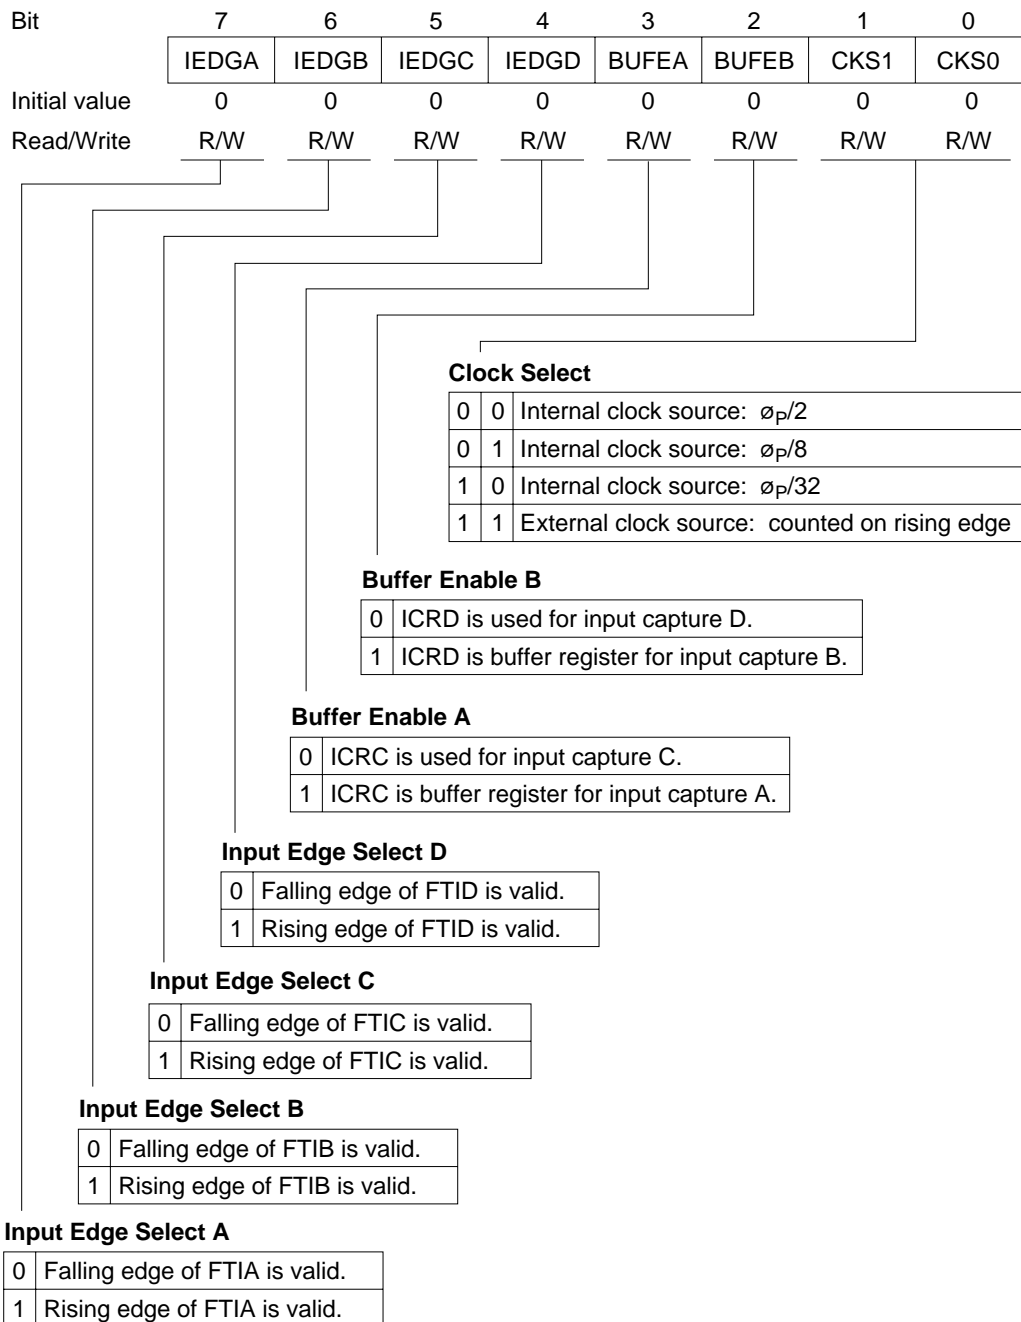 Bit 7 6 5 4 3 2 1 0
IEDGA IEDGB IEDGC IEDGD BUFEA BUFEB CKS1 CKS0
Initial value 0 0 0 0 0 0 0 0
Read/Write R/W R/W R/W R/W R/W R/W R/W R/W
Clock Select
0 0 Internal clock source: øP/2
0 1 Internal clock source: øP/8
1 0 Internal clock source: øP/32
1 1 External clock source: counted on rising edge
Buffer Enable B
0 ICRD is used for input capture D.
1 ICRD is buffer register for input capture B.
Buffer Enable A
0 ICRC is used for input capture C.
1 ICRC is buffer register for input capture A.
Input Edge Select D
0 Falling edge of FTID is valid.
1 Rising edge of FTID is valid.
Input Edge Select C
0 Falling edge of FTIC is valid.
1 Rising edge of FTIC is valid.
Input Edge Select B
0 Falling edge of FTIB is valid.
1 Rising edge of FTIB is valid.
Input Edge Select A
0 Falling edge of FTIA is valid.
1 Rising edge of FTIA is valid.